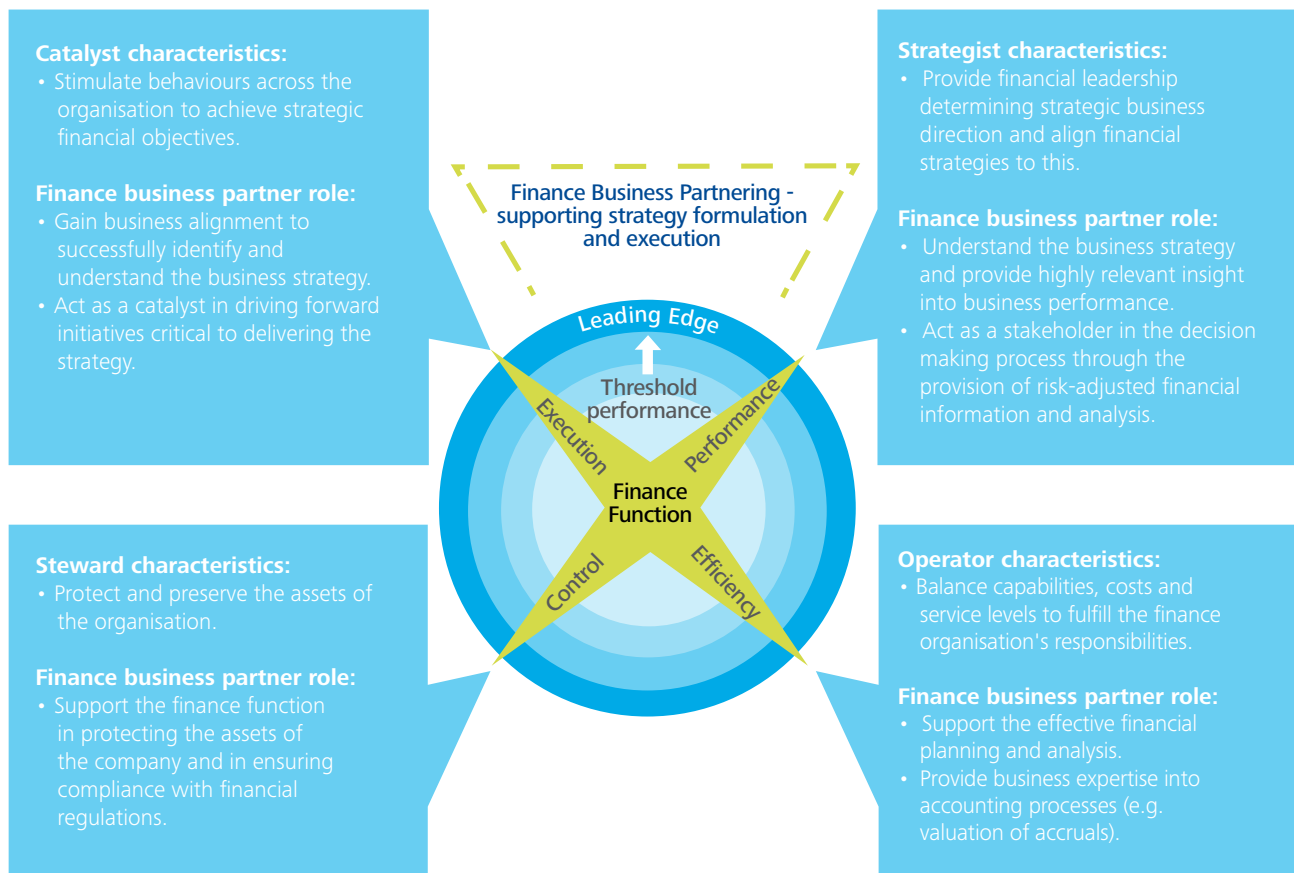 Catalyst characteristics:
• Stimulate behaviours across the
organisation to achieve strategic
financial objectives.
Finance business partner role:
• Gain business alignment to
successfully identify and
understand the business strategy.
• Act as a catalyst in driving forward
initiatives critical to delivering the
strategy.
Finance Business Partnering -
supporting strategy formulation
and execution
Strategist characteristics:
• Provide financial leadership
determining strategic business
direction and align financial
strategies to this.
Finance business partner role:
• Understand the business strategy
and provide highly relevant insight
into business performance.
• Act as a stakeholder in the decision
making process through the
provision of risk-adjusted financial
information and analysis.
Leading Edge
Threshold
performance
Execution
Performance
Finance
Function
Control
Efficiency
Steward characteristics:
• Protect and preserve the assets of
the organisation.
Finance business partner role:
• Support the finance function
in protecting the assets of
the company and in ensuring
compliance with financial
regulations.
Operator characteristics:
• Balance capabilities, costs and
service levels to fulfill the finance
organisation's responsibilities.
Finance business partner role:
• Support the effective financial
planning and analysis.
• Provide business expertise into
accounting processes (e.g.
valuation of accruals).